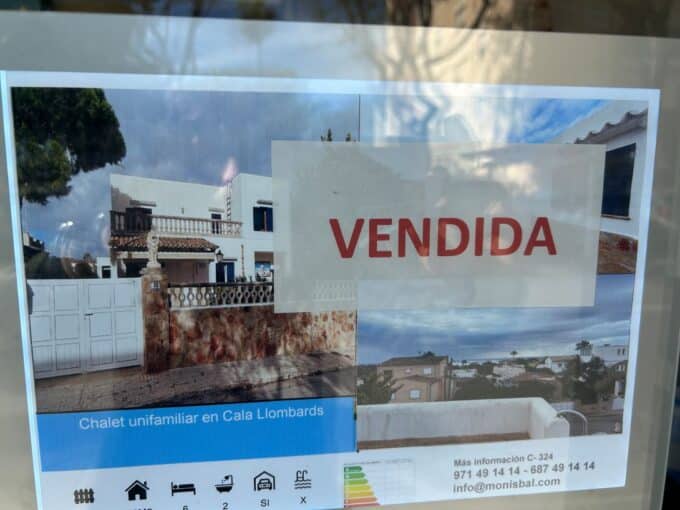 VENDIDA
Chalet unifamiliar en Cala Llombards
6 2 SI X
Más información C- 324
971 49 14 14 - 687 49 14 14
info@monisbal.com